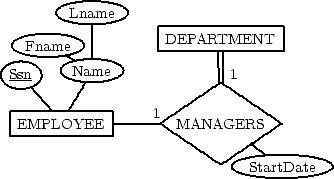 Lname
Fname
Name
Ssn
DEPARTMENT
1
1
EMPLOYEE
MANAGERS
StartDate